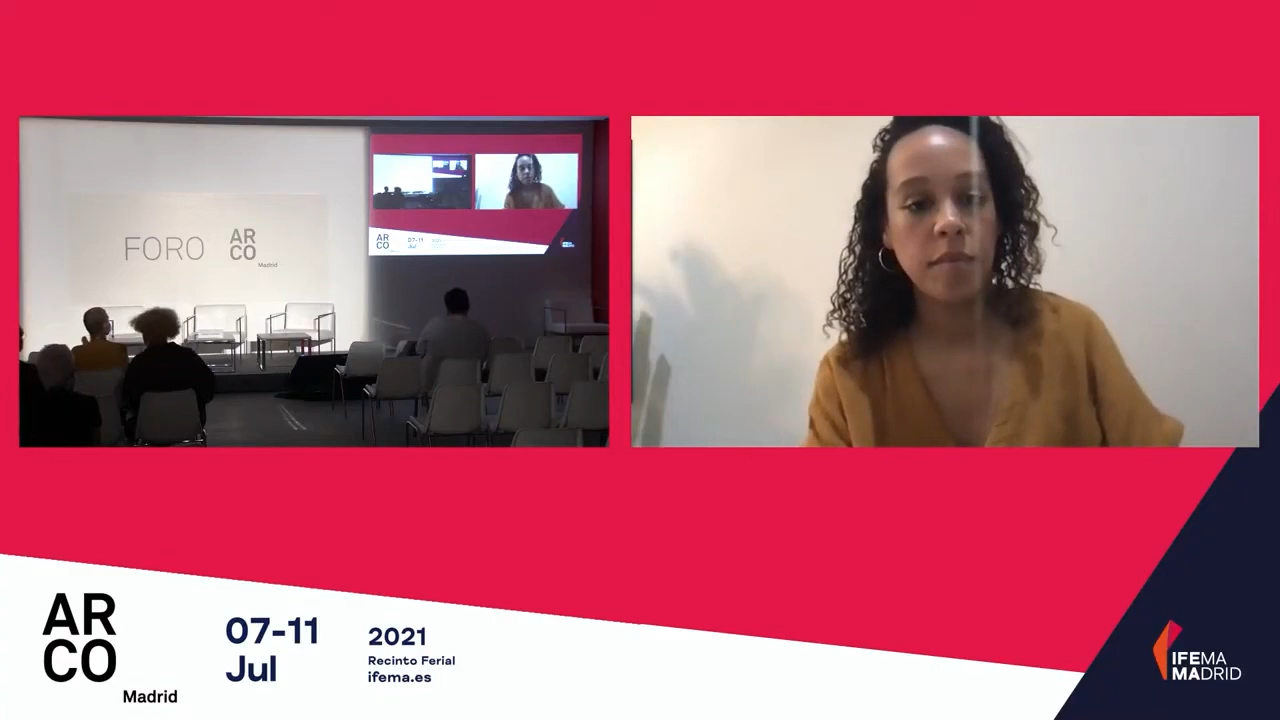 FORO
AR
CO
Madrid
AR
CO
07-11
Jul
AR
CO
Madrid
07-11
Jul
2021
Recinto Ferial
ifema.es
IFEMA
MADRID